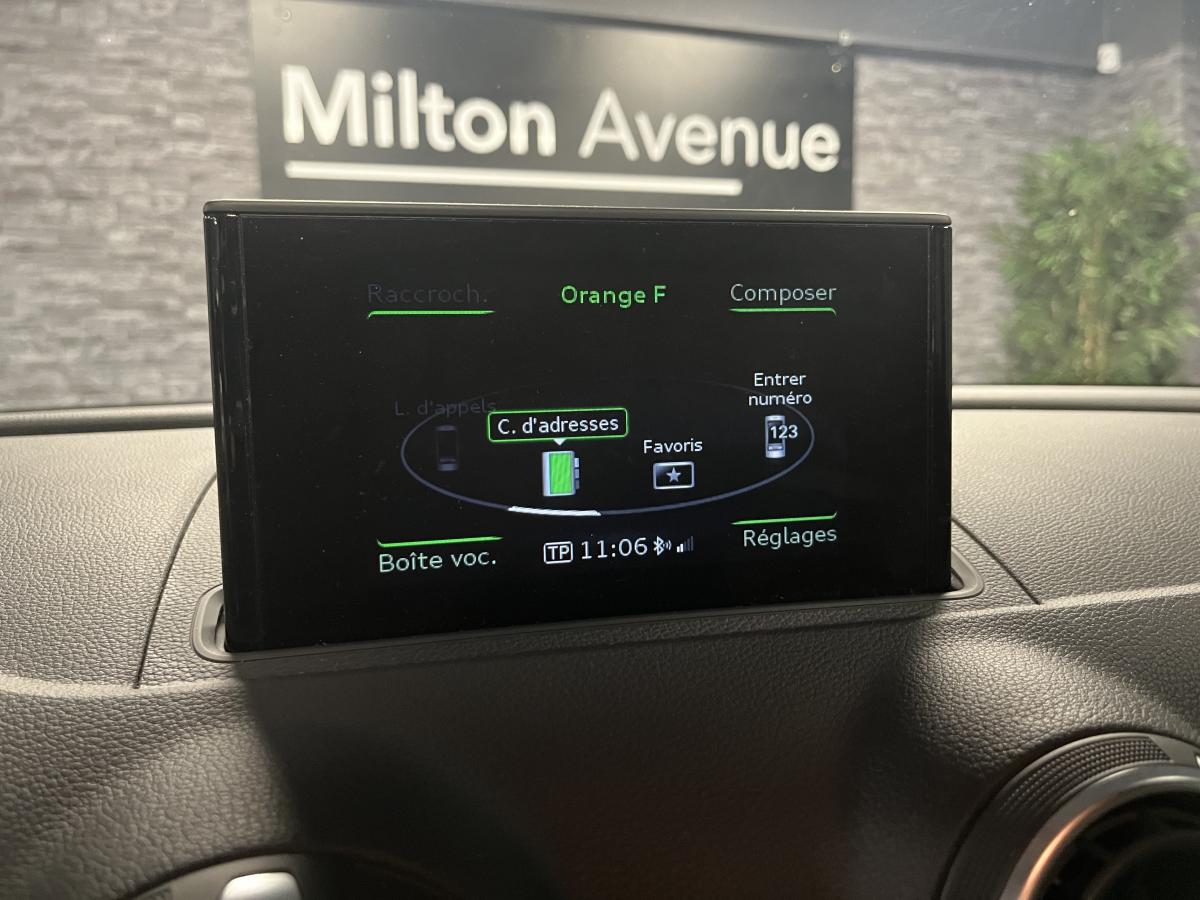 Milton Avenue
Raccroch.
Orange F
Composer
L. d'appels
C. d'adresses
Favoris
Entrer
numéro
123
Boîte voc.
TP 11:06
Réglages